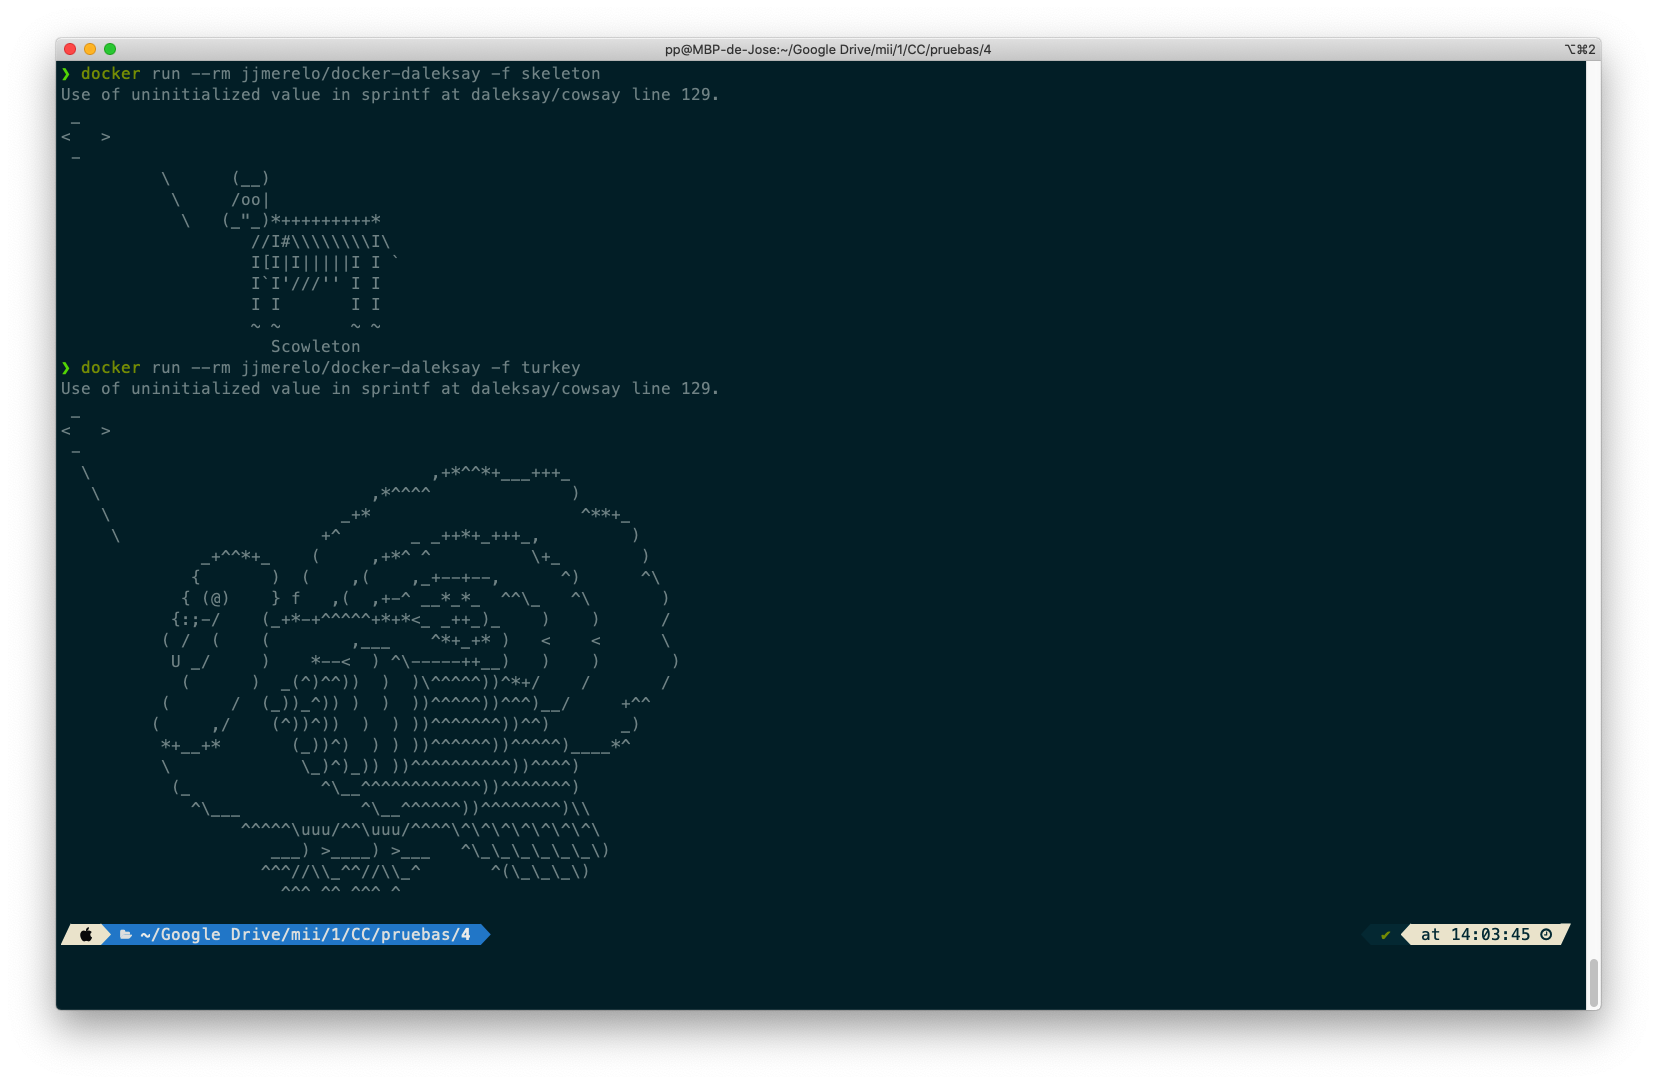 pp@MBP-de-Jose:~/Google Drive/mii/1/CC/pruebas/4
⌥⌘2
❯ docker run --rm jjmerelo/docker-daleksay -f skeleton
Use of uninitialized value in sprintf at daleksay/cowsay line 129.
 _
<   >
 -
          \      (__)
           \     /oo|
            \   (_"_)*+++++++++*
                   //I#\\\\\\\\I\
                   I[I|I|||||I I `
                   I`I'///'' I I
                   I I       I I
                   ~ ~       ~ ~
                     Scowleton
❯ docker run --rm jjmerelo/docker-daleksay -f turkey
Use of uninitialized value in sprintf at daleksay/cowsay line 129.
 _
<   >
 -
  \                                  ,+*^^*+___+++_
   \                           ,*^^^^              )
    \                       _+*                     ^**+_
     \                    +^       _ _++*+_+++_,         )
              _+^^*+_    (     ,+*^ ^          \+_        )
             {       )  (    ,(    ,_+--+--,      ^)      ^\
            { (@)    } f   ,(  ,+-^ __*_*_  ^^\_   ^\       )
           {:;-/    (_+*-+^^^^^+*+*<_ _++_)_    )    )      /
          ( /  (    (        ,___    ^*+_+* )   <    <      \
           U _/     )    *--<  ) ^\-----++__)   )    )       )
            (      )  _(^)^^))  )  )\^^^^^))^*+/    /       /
          (      /  (_))_^)) )  )  ))^^^^^))^^^)__/     +^^
         (     ,/    (^))^))  )  ) ))^^^^^^^))^^)       _)
          *+__+*       (_))^)  ) ) ))^^^^^^))^^^^^)____*^
          \             \_)^)_)) ))^^^^^^^^^^))^^^^)
           (_             ^\__^^^^^^^^^^^^))^^^^^^^)
             ^\___            ^\__^^^^^^))^^^^^^^^)\\
                  ^^^^^\uuu/^^\uuu/^^^^\^\^\^\^\^\^\^\
                     ___) >____) >___   ^\_\_\_\_\_\_\)
                    ^^^//\\_^^//\\_^       ^(\_\_\_\)
                      ^^^ ^^ ^^^ ^
~/Google Drive/mii/1/CC/pruebas/4
✔ at 14:03:45